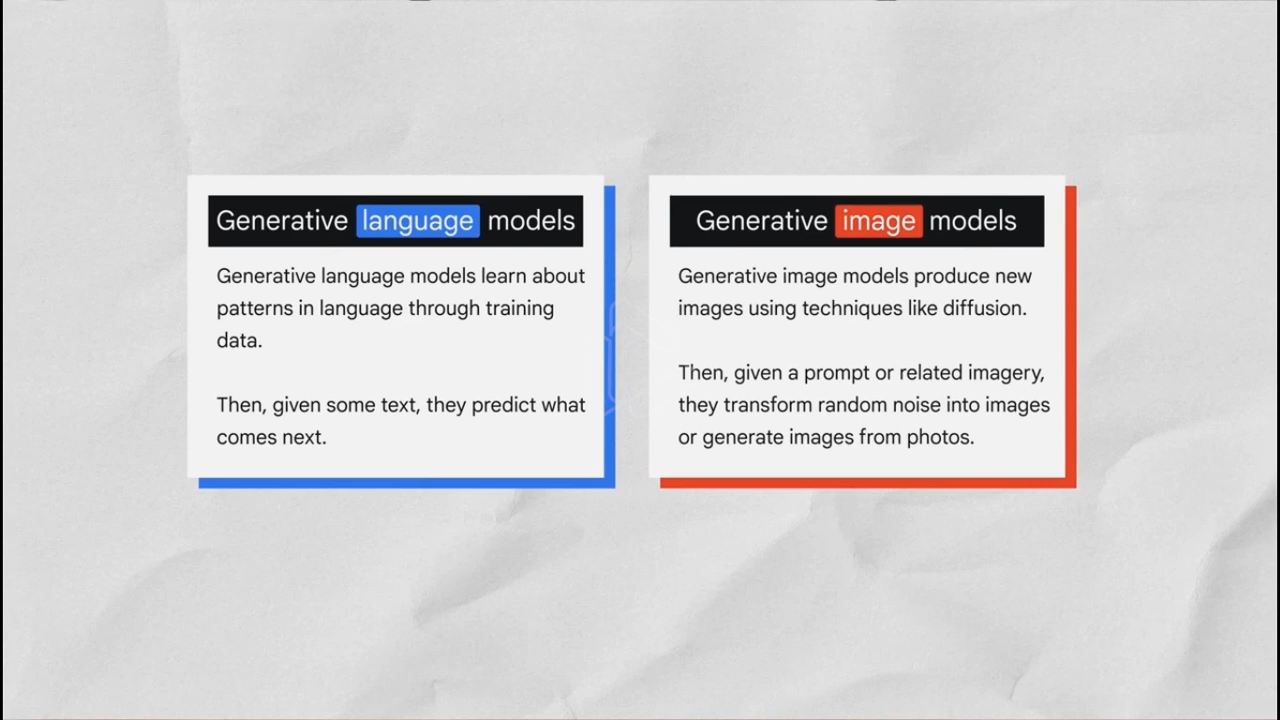 Generative language models
Generative language models learn about
patterns in language through training
data.
Then, given some text, they predict what
comes next.
Generative image models
Generative image models produce new
images using techniques like diffusion.
Then, given a prompt or related imagery,
they transform random noise into images
or generate images from photos.